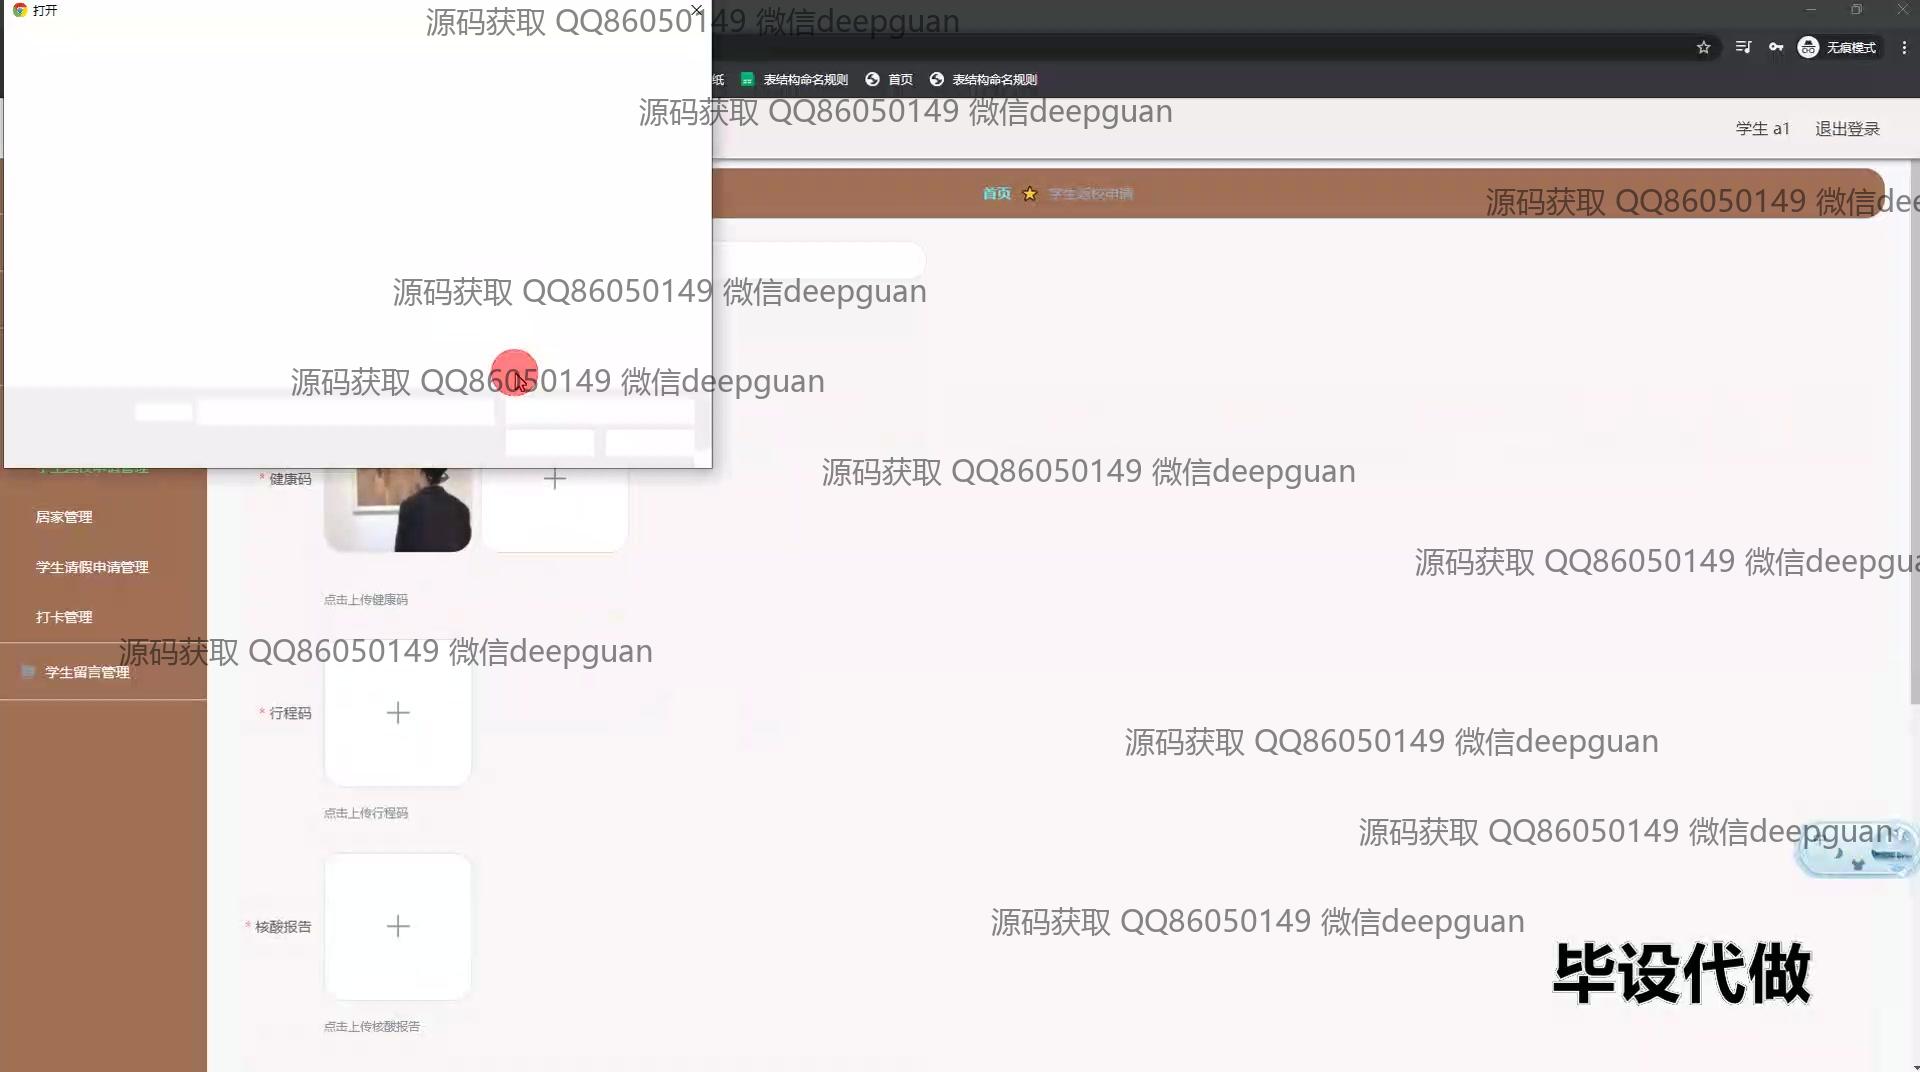 打开
源码获取 QQ86050149 微信deepguan
无痕模式
纸 表结构命名规则 首页 表结构命名规则
源码获取 QQ86050149 微信deepguan
学生 a1 退出登录
首页 学生返校申请
源码获取 QQ86050149 微信dee
源码获取 QQ86050149 微信deepguan
源码获取 QQ86050149 微信deepguan
学生返校申请管理
* 健康码
源码获取 QQ86050149 微信deepguan
居家管理
学生请假申请管理
源码获取 QQ86050149 微信deepgua
点击上传健康码
打卡管理
源码获取 QQ86050149 微信deepguan
学生留言管理
* 行程码
源码获取 QQ86050149 微信deepguan
点击上传行程码
源码获取 QQ86050149 微信deepguan
* 核酸报告
源码获取 QQ86050149 微信deepguan
毕设代做
点击上传核酸报告